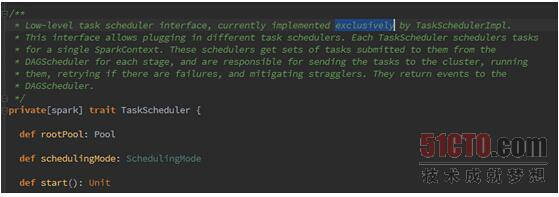 /**
 * Low-level task scheduler interface, currently implemented exclusively by TaskSchedulerImpl.
 * This interface allows plugging in different task schedulers. Each TaskScheduler schedulers tasks
 * for a single SparkContext. These schedulers get sets of tasks submitted to them from the
 * DAGScheduler for each stage, and are responsible for sending the tasks to the cluster, running
 * them, retrying if there are failures, and mitigating stragglers. They return events to the
 * DAGScheduler.
 */
private[spark] trait TaskScheduler {
def rootPool: Pool
def schedulingMode: SchedulingMode
def start(): Unit
51CTO.com
技术成就梦想